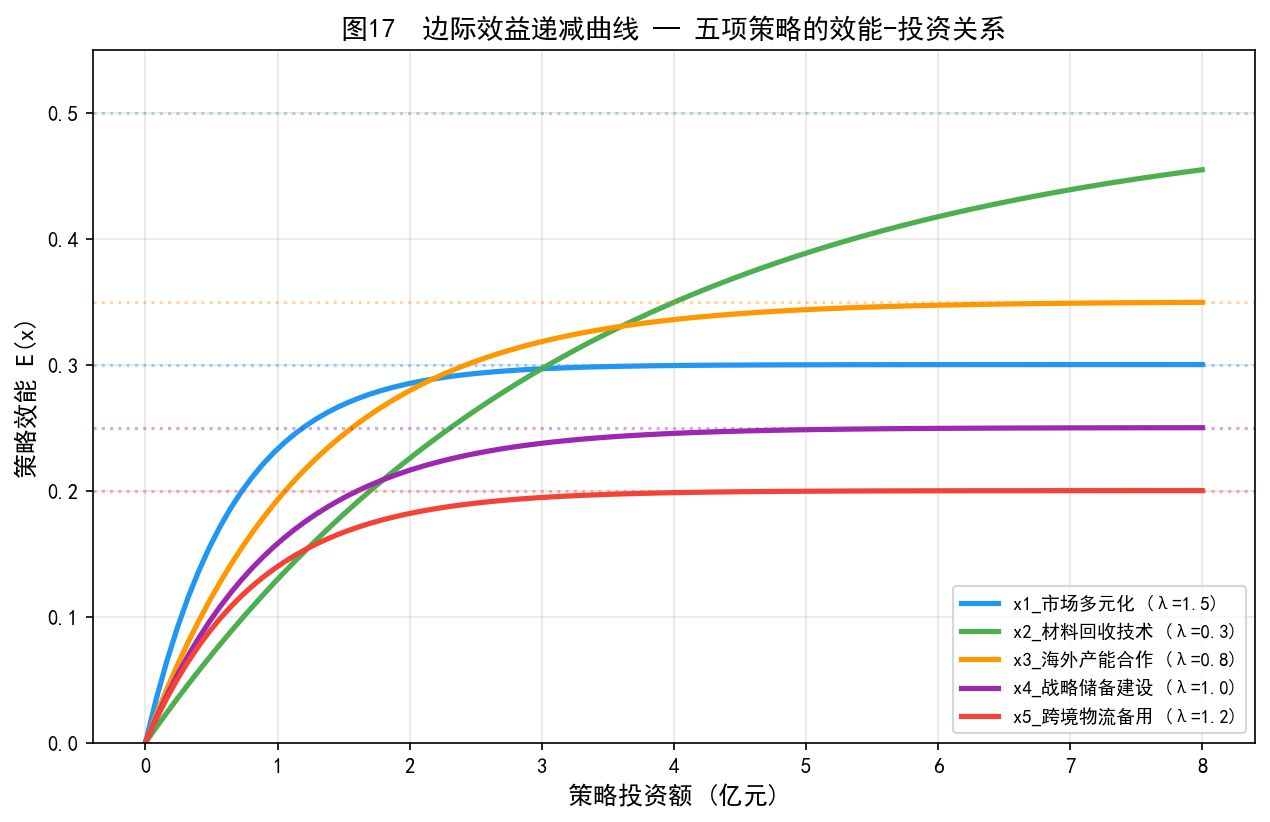 图17  边际效益递减曲线 — 五项策略的效能-投资关系
策略效能 E(x)
0.5
0.4
0.3
0.2
0.1
0.0
x1_市场多元化 (λ=1.5)
x2_材料回收技术 (λ=0.3)
x3_海外产能合作 (λ=0.8)
x4_战略储备建设 (λ=1.0)
x5_跨境物流备用 (λ=1.2)
0 1 2 3 4 5 6 7 8
策略投资额 (亿元)